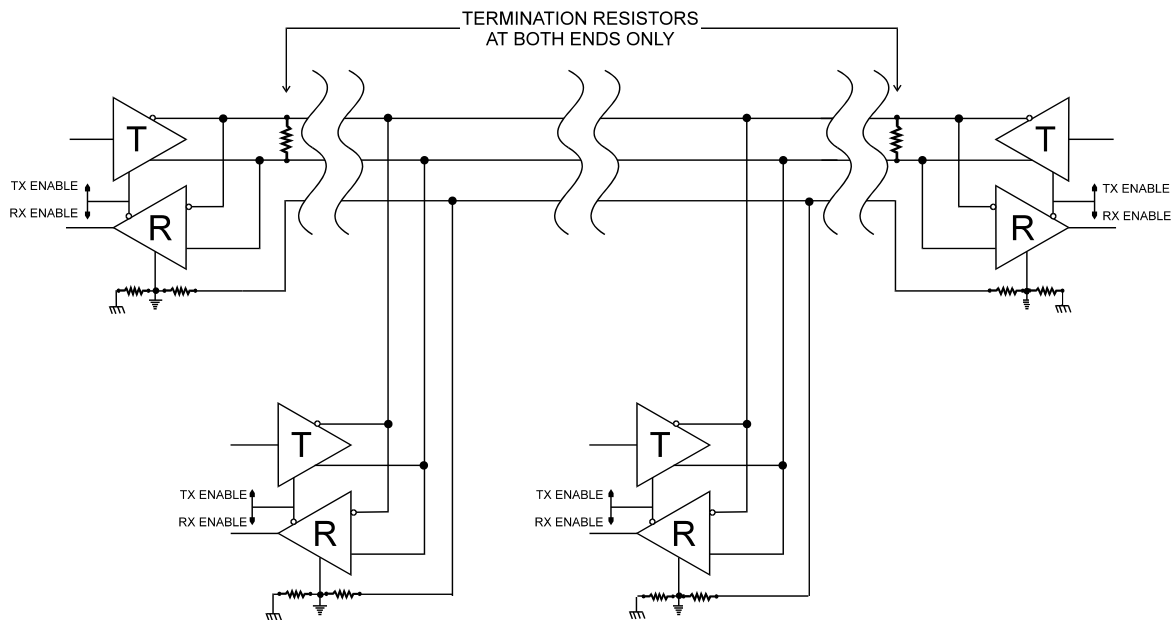 TERMINATION RESISTORS
AT BOTH ENDS ONLY
T
T
TX ENABLE
RX ENABLE
TX ENABLE
RX ENABLE
R
R
T
T
TX ENABLE
RX ENABLE
TX ENABLE
RX ENABLE
R
R